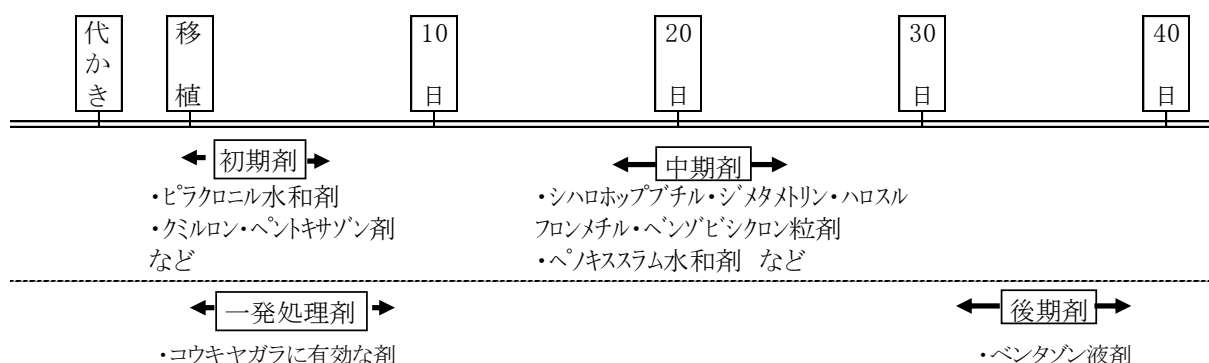 代かき
移植
10日
20日
30日
40日
初期剤
中期剤
・ピラクロニル水和剤
・クミルロン・ペントキサゾン剤
など
・シハロホップブチル・ジメタメトリン・ハロスル
フロンメチル・ベンゾビシクロン粒剤
・ペノキススラム水和剤　など
一発処理剤
後期剤
・コウキヤガラに有効な剤
・ベンタゾン液剤